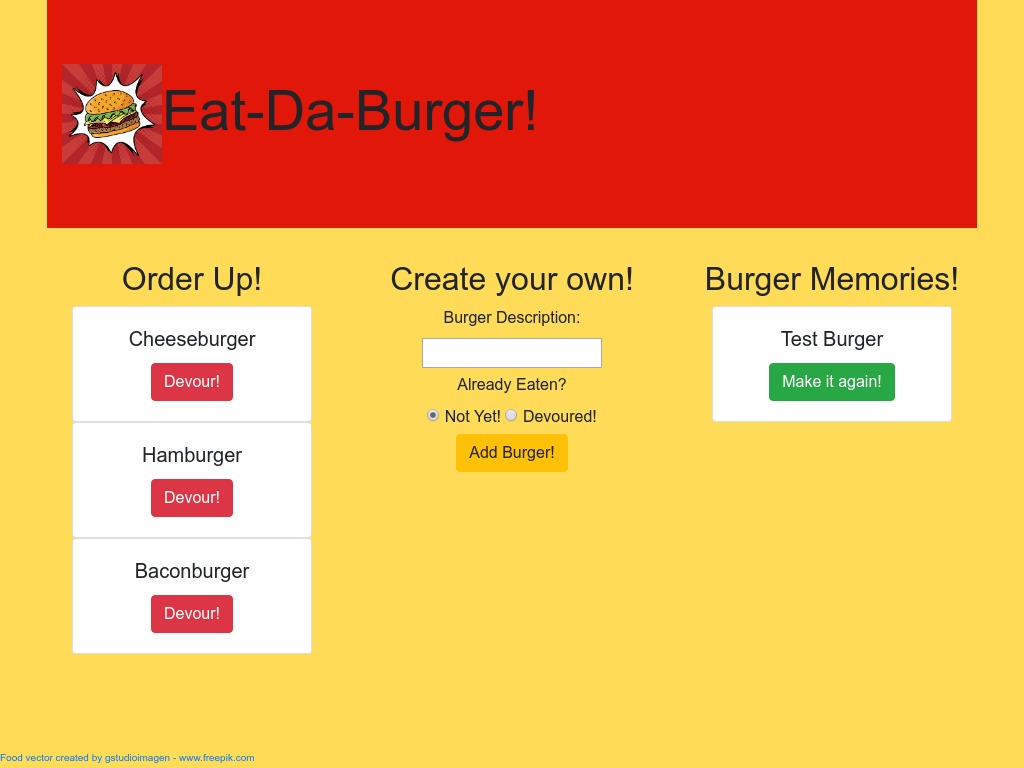 Eat-Da-Burger!
Order Up!
Cheeseburger
Devour!
Hamburger
Devour!
Baconburger
Devour!
Create your own!
Burger Description:
Already Eaten?
Not Yet! Devoured!
Add Burger!
Burger Memories!
Test Burger
Make it again!
Food vector created by gstudioimagen - www.freepik.com